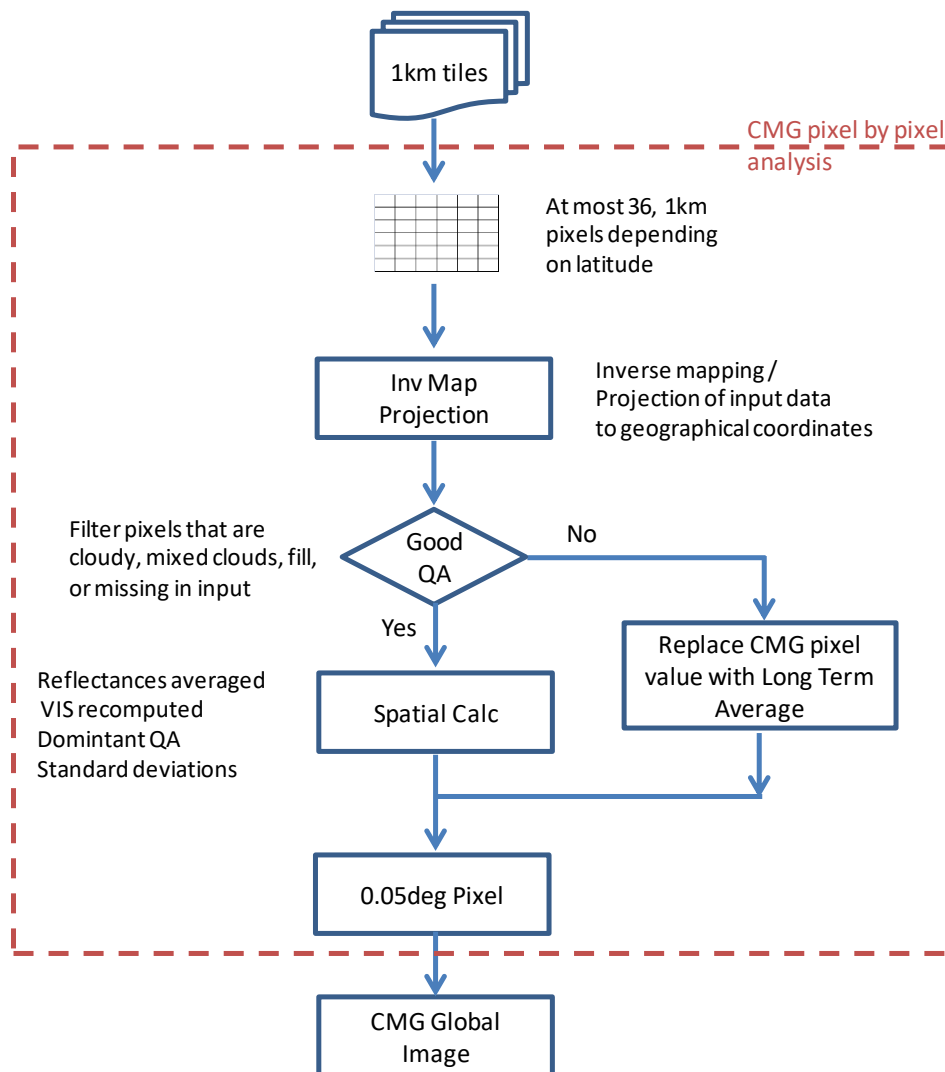 1km tiles
CMG pixel by pixel
analysis
At most 36, 1km
pixels depending
on latitude
Inv Map
Projection
Inverse mapping /
Projection of input data
to geographical coordinates
Filter pixels that are
cloudy, mixed clouds, fill,
or missing in input
Good
QA
No
Yes
Replace CMG pixel
value with Long Term
Average
Reflectances averaged
VIS recomputed
Domintant QA
Standard deviations
Spatial Calc
0.05deg Pixel
CMG Global
Image